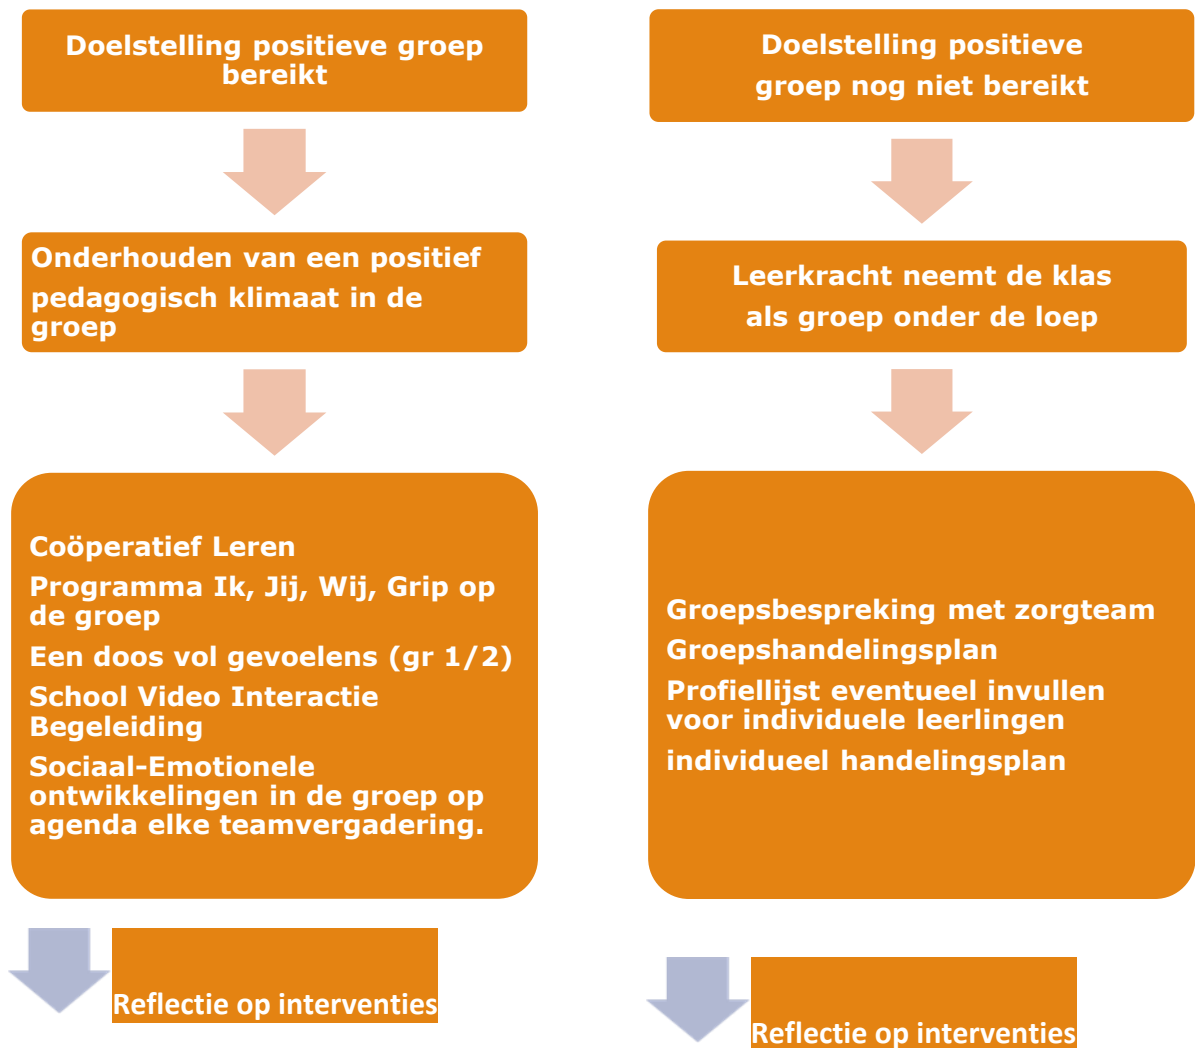 Doelstelling positieve groep
bereikt
Onderhouden van een positief
pedagogisch klimaat in de
groep
Coöperatief Leren
Programma Ik, Jij, Wij, Grip op
de groep
Een doos vol gevoelens (gr 1/2)
School Video Interactie
Begeleiding
Sociaal-Emotionele
ontwikkelingen in de groep op
agenda elke teamvergadering.
Reflectie op interventies
Doelstelling positieve
groep nog niet bereikt
Leerkracht neemt de klas
als groep onder de loep
Groepsbespreking met zorgteam
Groepshandelingsplan
Profiellijst eventueel invullen
voor individuele leerlingen
individueel handelingsplan
Reflectie op interventies